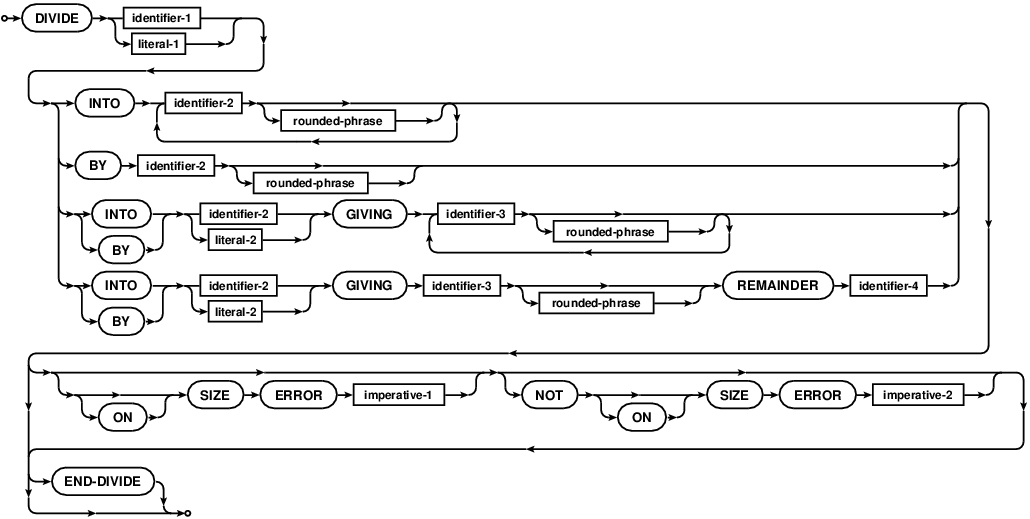 DIVIDE identifier-1
literal-1
INTO identifier-2
rounded-phrase
BY identifier-2
rounded-phrase
INTO identifier-2 GIVING identifier-3
BY literal-2 rounded-phrase
INTO identifier-2 GIVING identifier-3 REMAINDER identifier-4
BY literal-2 rounded-phrase
SIZE ERROR imperative-1 NOT SIZE ERROR imperative-2
ON ON
END-DIVIDE